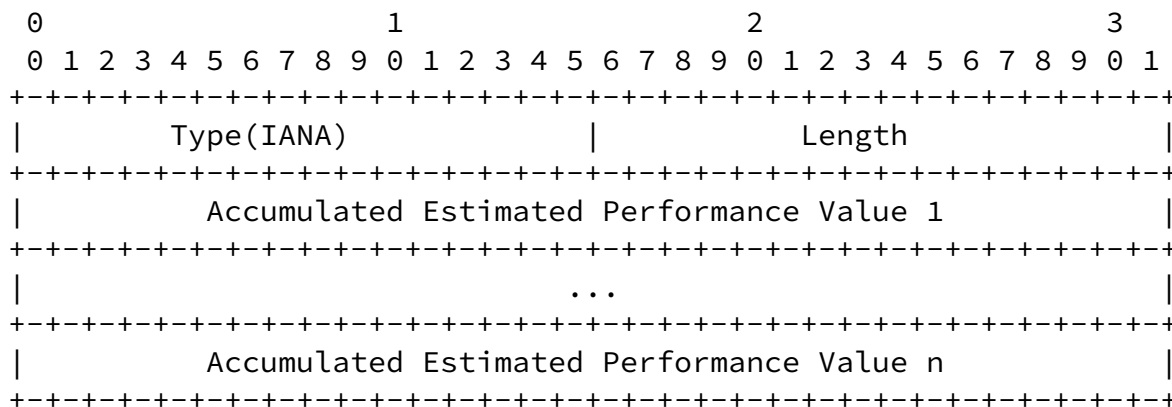 0                   1                   2                   3
 0 1 2 3 4 5 6 7 8 9 0 1 2 3 4 5 6 7 8 9 0 1 2 3 4 5 6 7 8 9 0 1
+-+-+-+-+-+-+-+-+-+-+-+-+-+-+-+-+-+-+-+-+-+-+-+-+-+-+-+-+-+-+-+-+
|        Type(IANA)             |           Length              |
+-+-+-+-+-+-+-+-+-+-+-+-+-+-+-+-+-+-+-+-+-+-+-+-+-+-+-+-+-+-+-+-+
|          Accumulated Estimated Performance Value 1            |
+-+-+-+-+-+-+-+-+-+-+-+-+-+-+-+-+-+-+-+-+-+-+-+-+-+-+-+-+-+-+-+-+
|                              ...                              |
+-+-+-+-+-+-+-+-+-+-+-+-+-+-+-+-+-+-+-+-+-+-+-+-+-+-+-+-+-+-+-+-+
|          Accumulated Estimated Performance Value n            |
+-+-+-+-+-+-+-+-+-+-+-+-+-+-+-+-+-+-+-+-+-+-+-+-+-+-+-+-+-+-+-+-+